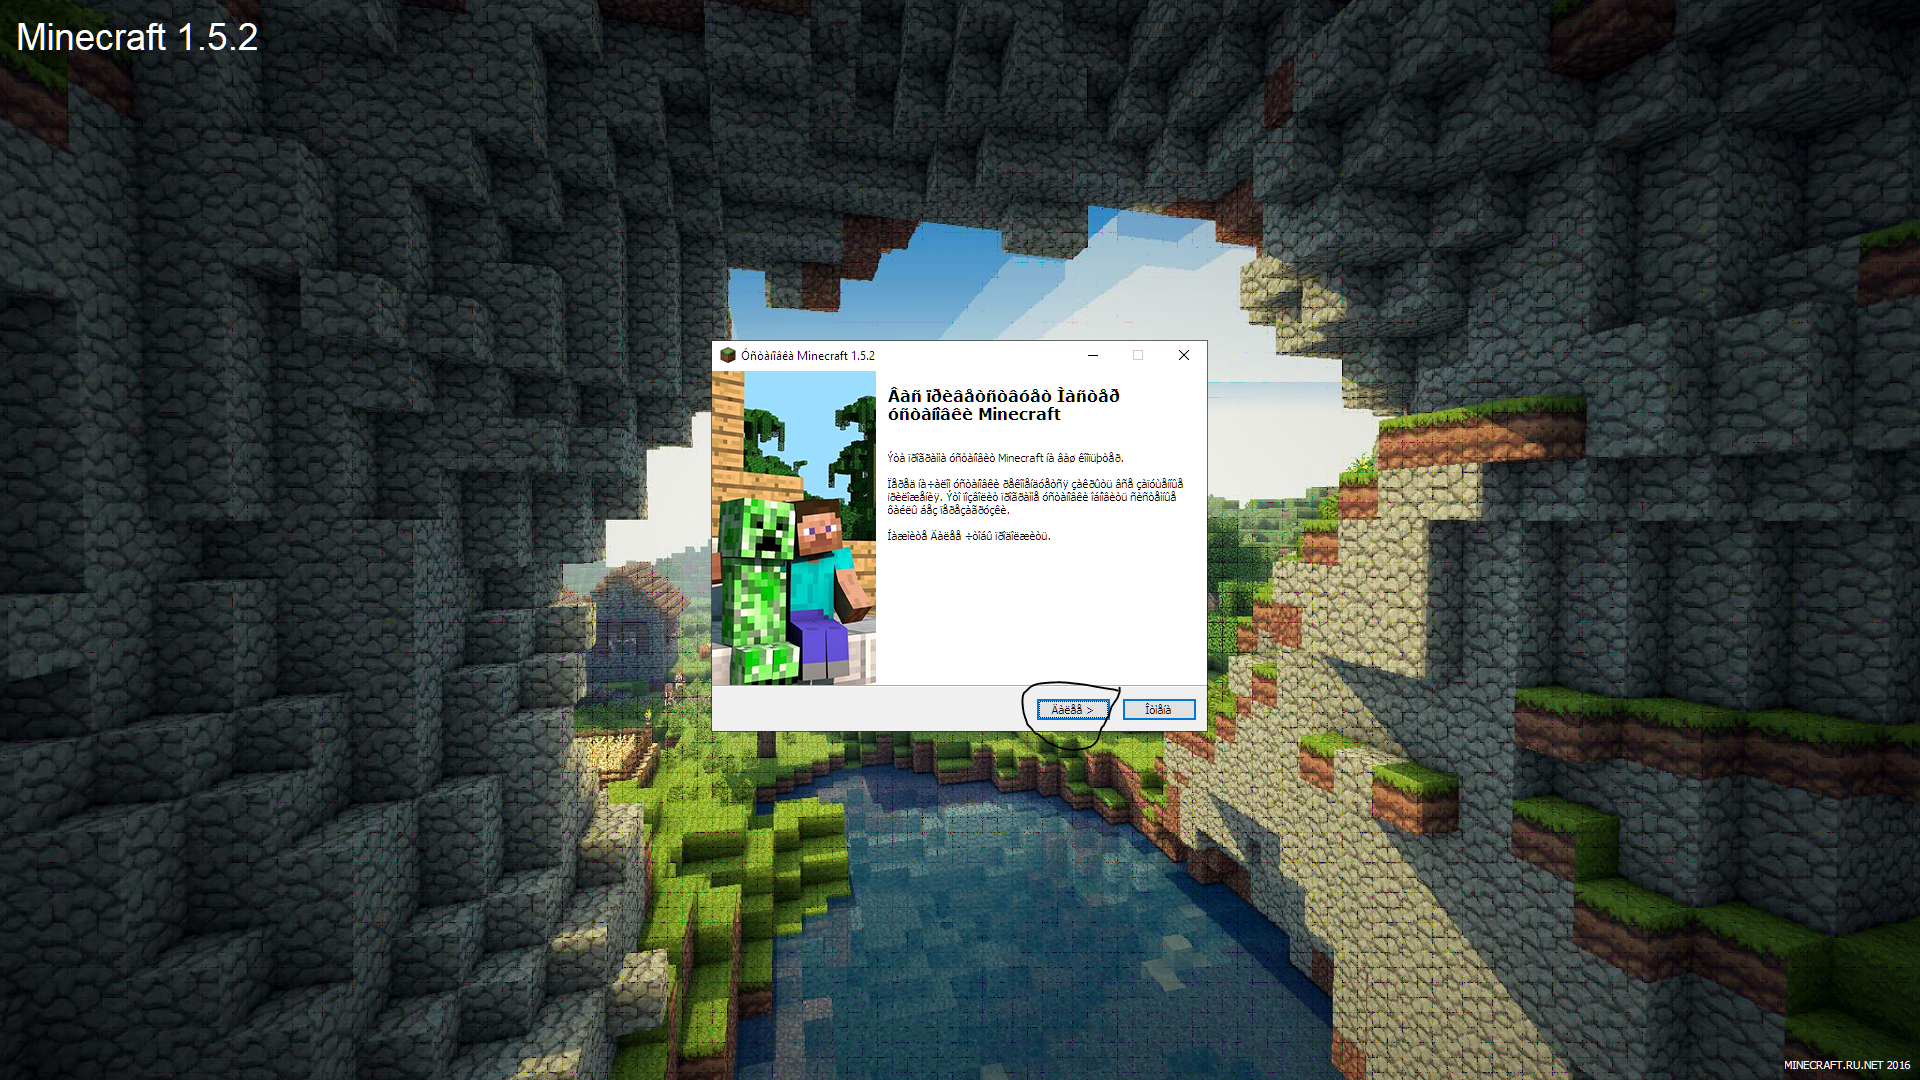 Minecraft 1.5.2
Óñòàíîâêà Minecraft 1.5.2
Âàñ ïðèâåòñòâóåò Ìàñòåð
óñòàíîâêè Minecraft
Ýòà ïðîãðàììà óñòàíîâèò Minecraft íà âàø êîìïüþòåð.
Ïåðåä íà÷àëîì óñòàíîâêè ðåêîìåíäóåòñÿ çàêðûòü âñå çàïóùåííûå
ïðèëîæåíèÿ. Ýòî ïîçâîëèò ïðîãðàììå óñòàíîâêè îáíîâèòü ñèñòåìíûå
ôàéëû áåç ïåðåçàãðóçêè.
Íàæìèòå Äàëåå ÷òîáû ïðîäîëæèòü.
Äàëåå >
Îòìåíà
MINECRAFT.RU.NET 2016